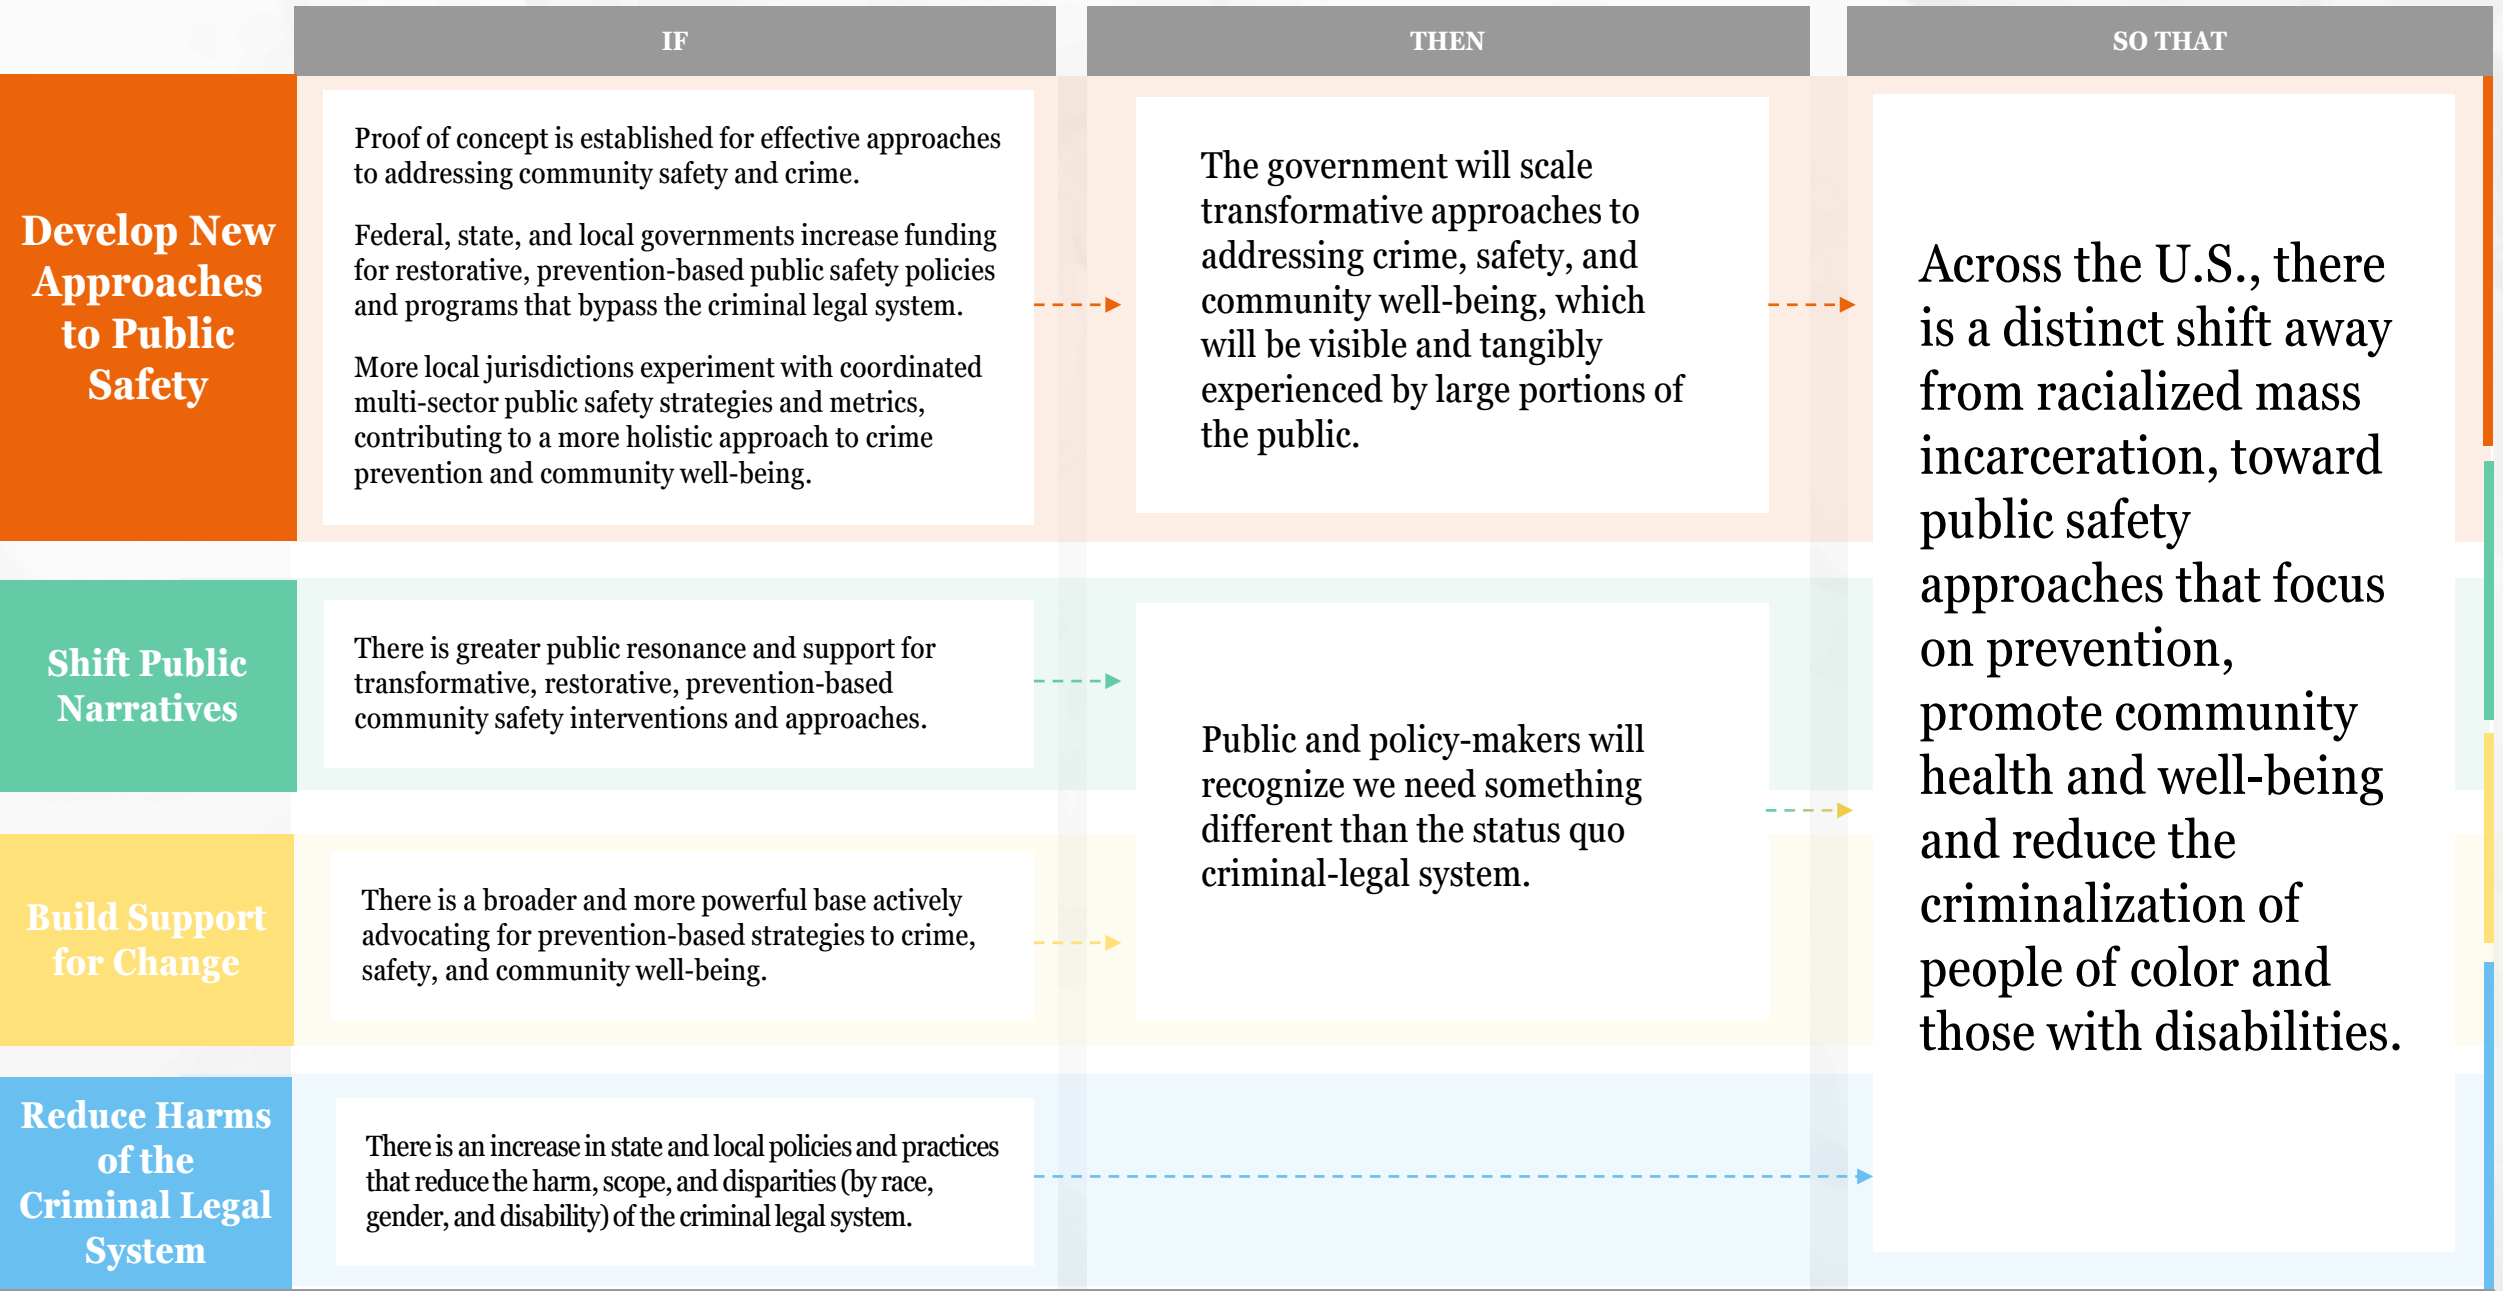 IF
THEN
SO THAT
Develop New
Approaches
to Public
Safety
Proof of concept is established for effective approaches
to addressing community safety and crime.
Federal, state, and local governments increase funding
for restorative, prevention-based public safety policies
and programs that bypass the criminal legal system.
More local jurisdictions experiment with coordinated
multi-sector public safety strategies and metrics,
contributing to a more holistic approach to crime
prevention and community well-being.
The government will scale
transformative approaches to
addressing crime, safety, and
community well-being, which
will be visible and tangibly
experienced by large portions of
the public.
Across the U.S., there
is a distinct shift away
from racialized mass
incarceration, toward
public safety
approaches that focus
on prevention,
promote community
health and well-being
and reduce the
criminalization of
people of color and
those with disabilities.
Shift Public
Narratives
There is greater public resonance and support for
transformative, restorative, prevention-based
community safety interventions and approaches.
Public and policy-makers will
recognize we need something
different than the status quo
criminal-legal system.
Build Support
for Change
There is a broader and more powerful base actively
advocating for prevention-based strategies to crime,
safety, and community well-being.
Reduce Harms
of the
Criminal Legal
System
There is an increase in state and local policies and practices
that reduce the harm, scope, and disparities (by race,
gender, and disability) of the criminal legal system.